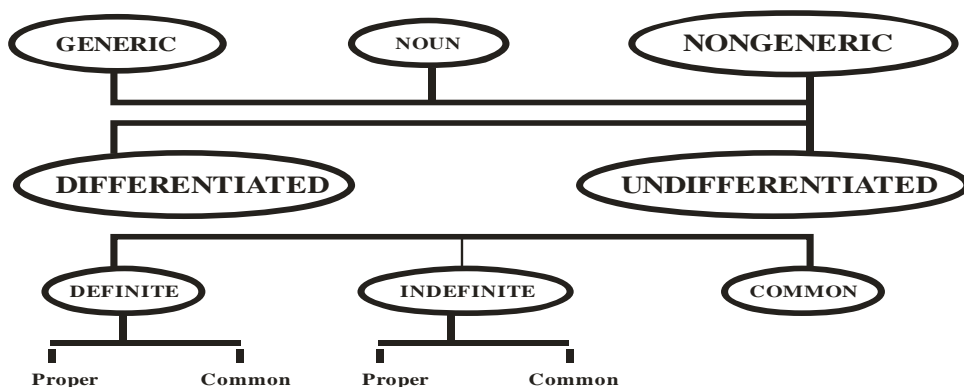 GENERIC NOUN NONGENERIC
DIFFERENTIATED UNDIFFERENTIATED
DEFINITE INDEFINITE COMMON
Proper Common Proper Common